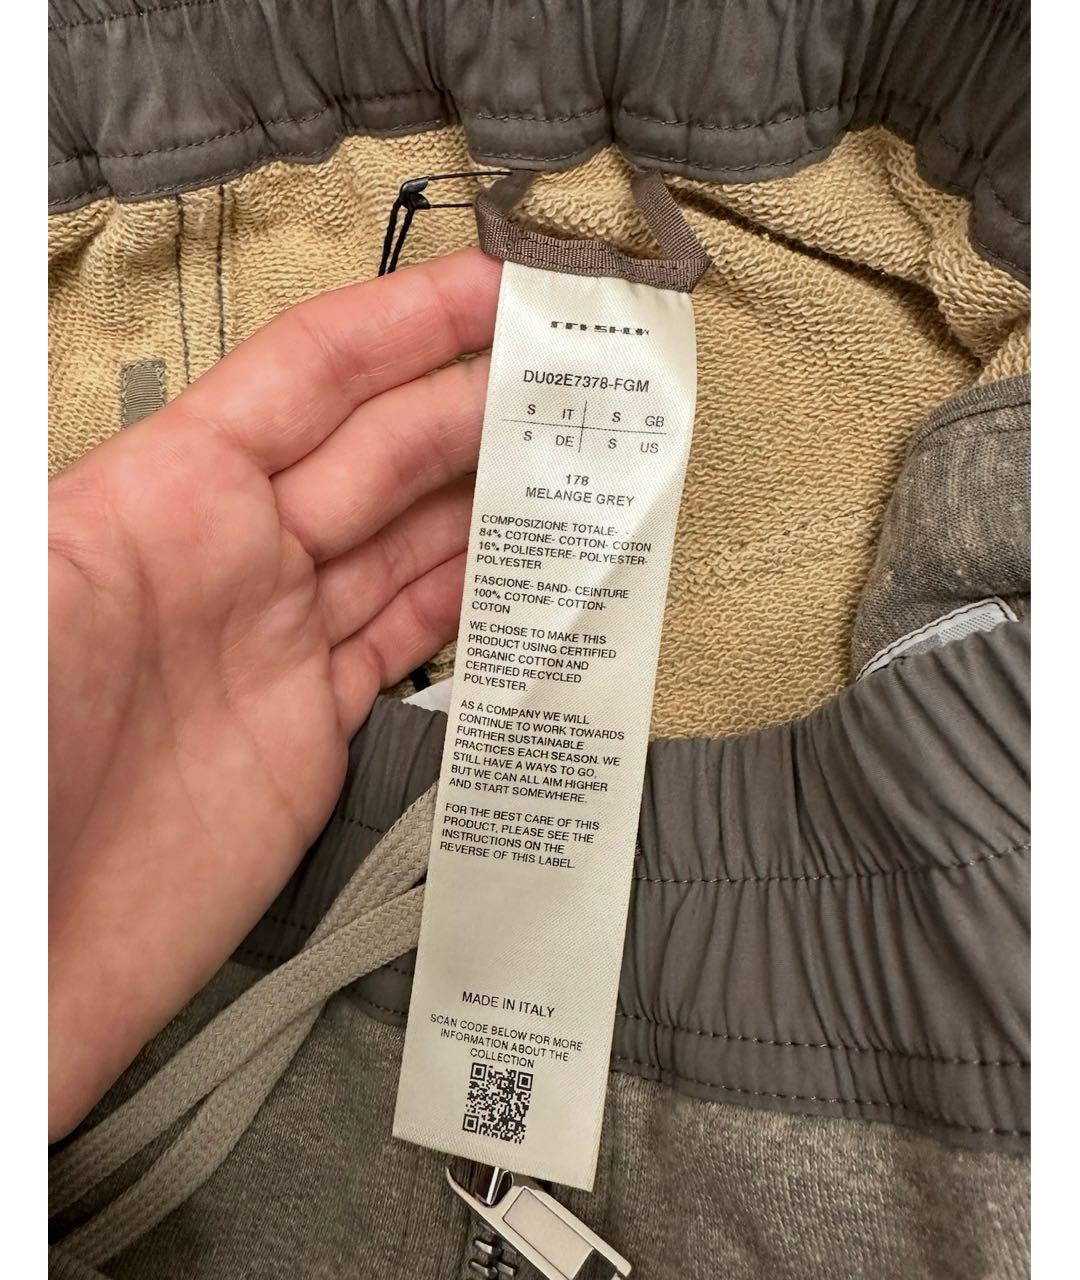 DU02E7378-FGM
S IT S GB
S DE S US
178
MELANGE GREY
COMPOSIZIONE TOTALE-
84% COTONE- COTTON- COTON
16% POLIESTERE- POLYESTER-
POLYESTER
FASCIONE- BAND- CEINTURE
100% COTONE- COTTON-
COTON
WE CHOSE TO MAKE THIS
PRODUCT USING CERTIFIED
ORGANIC COTTON AND
CERTIFIED RECYCLED
POLYESTER.
AS A COMPANY WE WILL
CONTINUE TO WORK TOWARDS
FURTHER SUSTAINABLE
PRACTICES EACH SEASON. WE
STILL HAVE A WAYS TO GO,
BUT WE CAN ALL AIM HIGHER
AND START SOMEWHERE.
FOR THE BEST CARE OF THIS
PRODUCT, PLEASE SEE THE
INSTRUCTIONS ON THE
REVERSE OF THIS LABEL.
MADE IN ITALY
SCAN CODE BELOW FOR MORE
INFORMATION ABOUT THE
COLLECTION